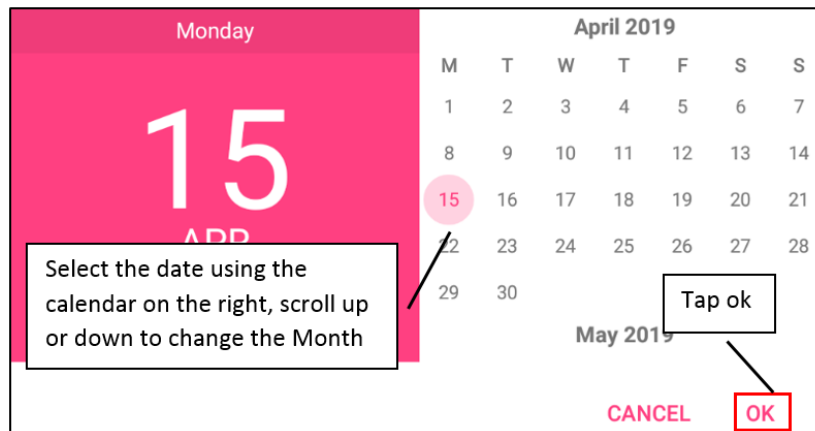 Monday
15
APR
Select the date using the
calendar on the right, scroll up
or down to change the Month
April 2019
M T W T F S S
1 2 3 4 5 6 7
8 9 10 11 12 13 14
15 16 17 18 19 20 21
22 23 24 25 26 27 28
29 30
Tap ok
May 2019
CANCEL OK